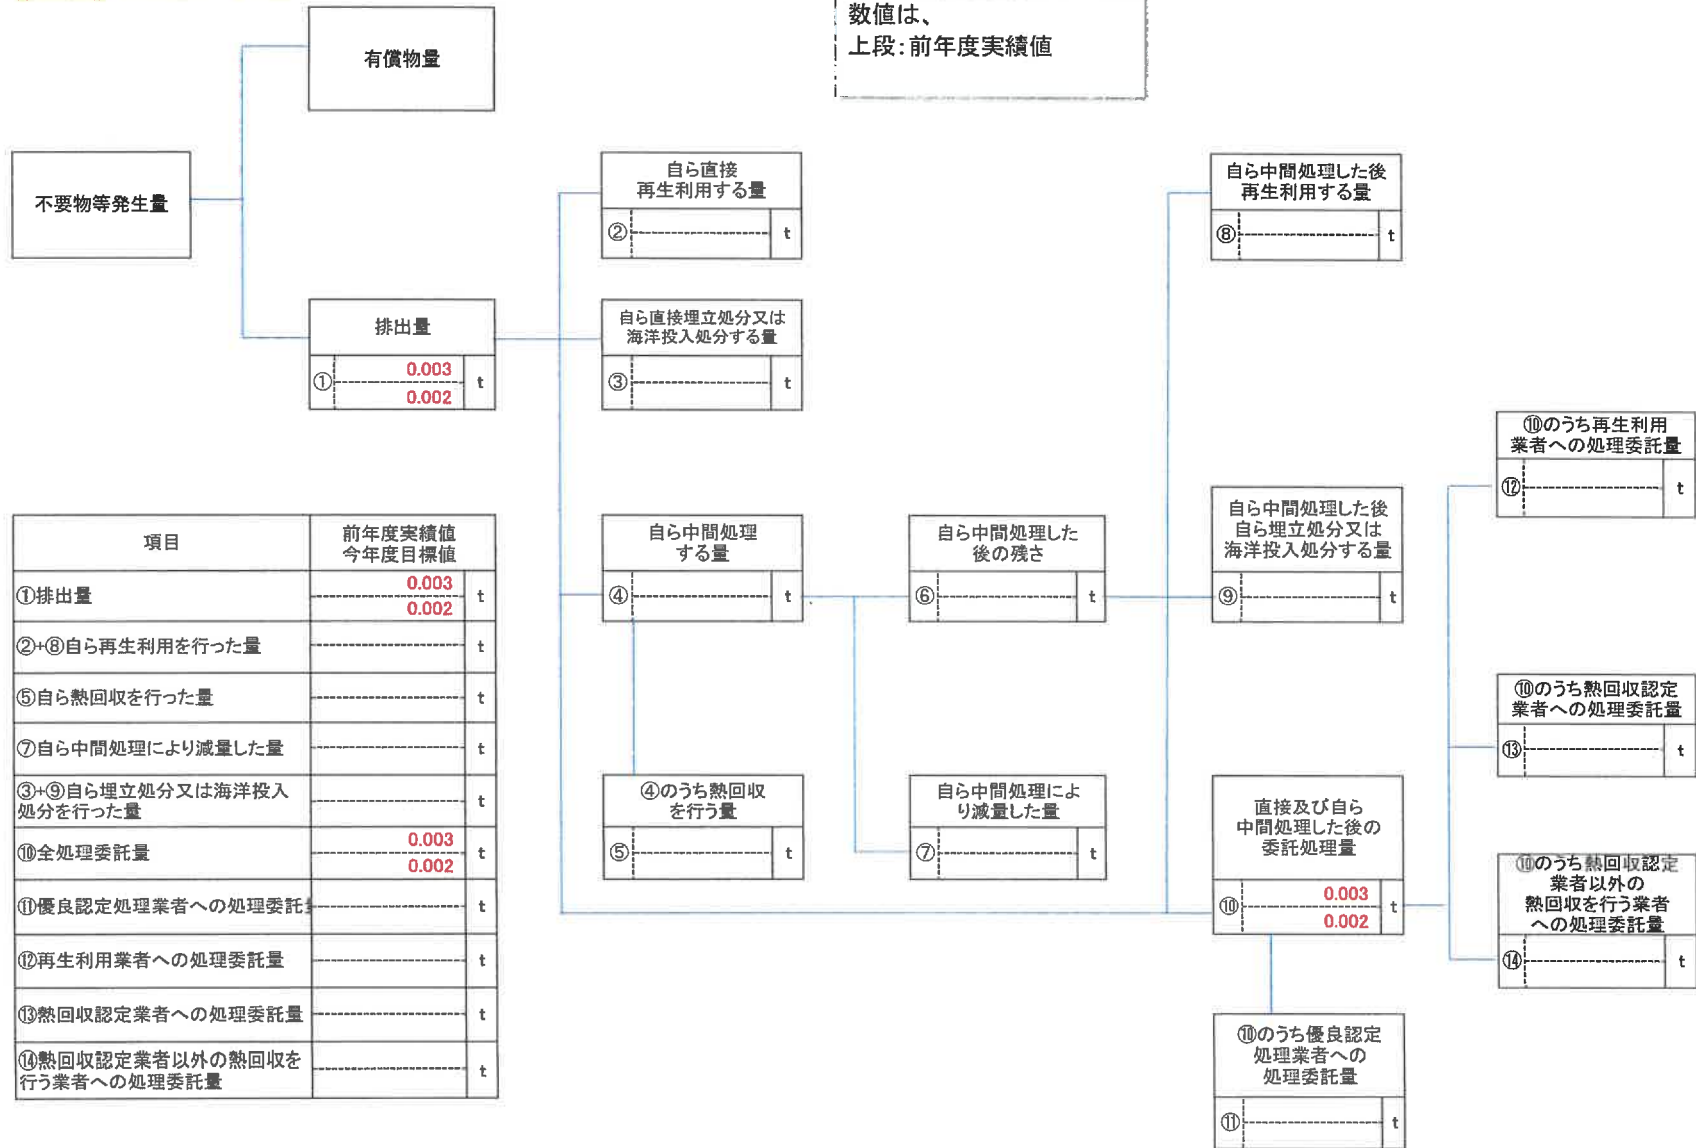 数値は、
上段:前年度実績値
有償物量
不要物等発生量
排出量
①
0.003
0.002
t
自ら直接
再生利用する量
②
t
自ら直接埋立処分又は
海洋投入処分する量
③
t
自ら中間処理した後
再生利用する量
⑧
t
⑩のうち再生利用
業者への処理委託量
⑫
t
自ら中間処理
する量
④
t
自ら中間処理した
後の残さ
⑥
t
自ら中間処理した後
自ら埋立処分又は
海洋投入処分する量
⑨
t
⑩のうち熱回収認定
業者への処理委託量
⑬
t
④のうち熱回収
を行う量
⑤
t
自ら中間処理によ
り減量した量
⑦
t
直接及び自ら
中間処理した後の
委託処理量
⑩
0.003
0.002
t
⑩のうち熱回収認定
業者以外の
熱回収を行う業者
への処理委託量
⑭
t
⑩のうち優良認定
処理業者への
処理委託量
⑪
t
項目
前年度実績値
今年度目標値
①排出量
0.003
0.002
t
②+⑧自ら再生利用を行った量
t
⑤自ら熱回収を行った量
t
⑦自ら中間処理により減量した量
t
③+⑨自ら埋立処分又は海洋投入
処分を行った量
t
⑩全処理委託量
0.003
0.002
t
⑪優良認定処理業者への処理委託
t
⑫再生利用業者への処理委託量
t
⑬熱回収認定業者への処理委託量
t
⑭熱回収認定業者以外の熱回収を
行う業者への処理委託量
t